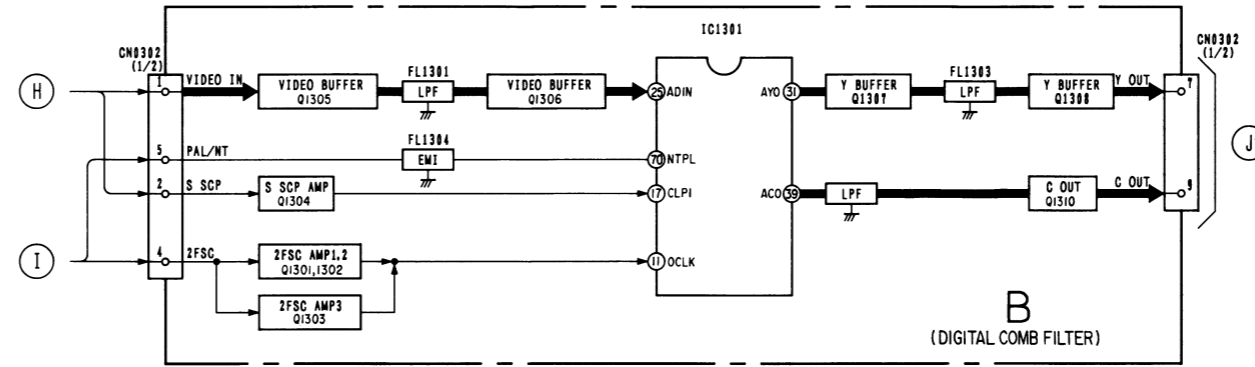 IC1301
CN0302
(1/2)
CN0302
(1/2)
H
1
VIDEO IN
VIDEO BUFFER
Q1305
FL1301
LPF
VIDEO BUFFER
Q1306
25 ADIN
AYO 31
Y BUFFER
Q1307
FL1303
LPF
Y BUFFER
Q1308
Y OUT
7
J
5
PAL/NT
FL1304
EMI
70 NTPL
2
S SCP
S SCP AMP
Q1304
17 CLPI
ACO 39
LPF
C OUT
Q1310
C OUT
9
I
4
2FSC
2FSC AMP1,2
Q1301,1302
11 OCLK
2FSC AMP3
Q1303
B
(DIGITAL COMB FILTER)